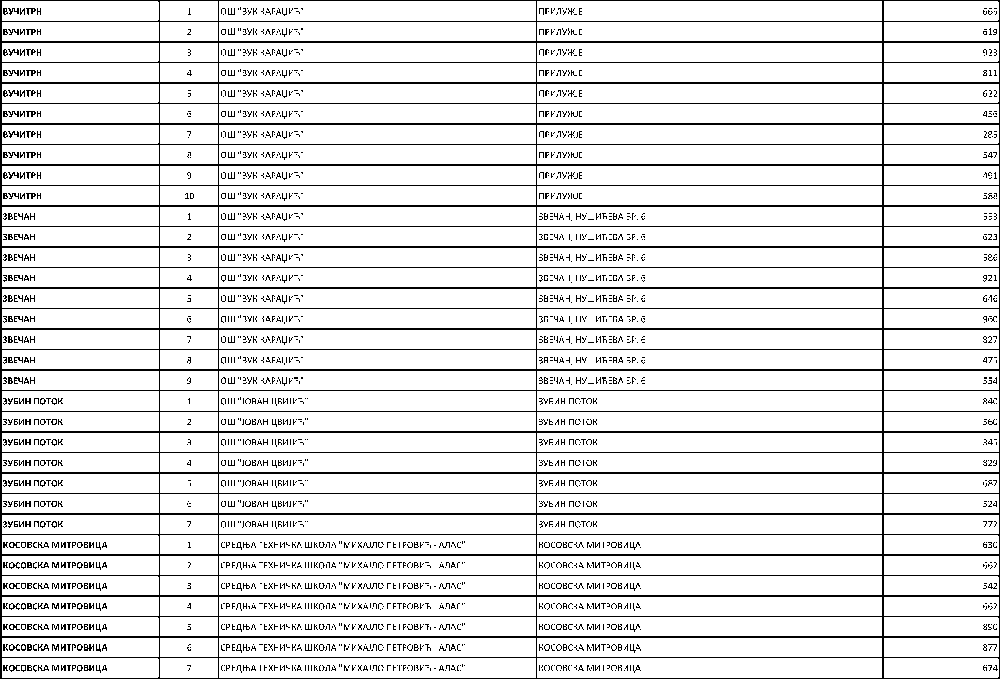 ВУЧИТРН 1 ОШ "ВУК КАРАЏИЋ" ПРИЛУЖЈЕ 665
ВУЧИТРН 2 ОШ "ВУК КАРАЏИЋ" ПРИЛУЖЈЕ 619
ВУЧИТРН 3 ОШ "ВУК КАРАЏИЋ" ПРИЛУЖЈЕ 923
ВУЧИТРН 4 ОШ "ВУК КАРАЏИЋ" ПРИЛУЖЈЕ 811
ВУЧИТРН 5 ОШ "ВУК КАРАЏИЋ" ПРИЛУЖЈЕ 622
ВУЧИТРН 6 ОШ "ВУК КАРАЏИЋ" ПРИЛУЖЈЕ 456
ВУЧИТРН 7 ОШ "ВУК КАРАЏИЋ" ПРИЛУЖЈЕ 285
ВУЧИТРН 8 ОШ "ВУК КАРАЏИЋ" ПРИЛУЖЈЕ 547
ВУЧИТРН 9 ОШ "ВУК КАРАЏИЋ" ПРИЛУЖЈЕ 491
ВУЧИТРН 10 ОШ "ВУК КАРАЏИЋ" ПРИЛУЖЈЕ 588
ЗВЕЧАН 1 ОШ "ВУК КАРАЏИЋ" ЗВЕЧАН, НУШИЋЕВА БР. 6 553
ЗВЕЧАН 2 ОШ "ВУК КАРАЏИЋ" ЗВЕЧАН, НУШИЋЕВА БР. 6 623
ЗВЕЧАН 3 ОШ "ВУК КАРАЏИЋ" ЗВЕЧАН, НУШИЋЕВА БР. 6 586
ЗВЕЧАН 4 ОШ "ВУК КАРАЏИЋ" ЗВЕЧАН, НУШИЋЕВА БР. 6 921
ЗВЕЧАН 5 ОШ "ВУК КАРАЏИЋ" ЗВЕЧАН, НУШИЋЕВА БР. 6 646
ЗВЕЧАН 6 ОШ "ВУК КАРАЏИЋ" ЗВЕЧАН, НУШИЋЕВА БР. 6 960
ЗВЕЧАН 7 ОШ "ВУК КАРАЏИЋ" ЗВЕЧАН, НУШИЋЕВА БР. 6 827
ЗВЕЧАН 8 ОШ "ВУК КАРАЏИЋ" ЗВЕЧАН, НУШИЋЕВА БР. 6 475
ЗВЕЧАН 9 ОШ "ВУК КАРАЏИЋ" ЗВЕЧАН, НУШИЋЕВА БР. 6 554
ЗУБИН ПОТОК 1 ОШ "ЈОВАН ЦВИЈИЋ" ЗУБИН ПОТОК 840
ЗУБИН ПОТОК 2 ОШ "ЈОВАН ЦВИЈИЋ" ЗУБИН ПОТОК 560
ЗУБИН ПОТОК 3 ОШ "ЈОВАН ЦВИЈИЋ" ЗУБИН ПОТОК 345
ЗУБИН ПОТОК 4 ОШ "ЈОВАН ЦВИЈИЋ" ЗУБИН ПОТОК 829
ЗУБИН ПОТОК 5 ОШ "ЈОВАН ЦВИЈИЋ" ЗУБИН ПОТОК 687
ЗУБИН ПОТОК 6 ОШ "ЈОВАН ЦВИЈИЋ" ЗУБИН ПОТОК 524
ЗУБИН ПОТОК 7 ОШ "ЈОВАН ЦВИЈИЋ" ЗУБИН ПОТОК 772
КОСОВСКА МИТРОВИЦА 1 СРЕДЊА ТЕХНИЧКА ШКОЛА "МИХАЈЛО ПЕТРОВИЋ - АЛАС" КОСОВСКА МИТРОВИЦА 630
КОСОВСКА МИТРОВИЦА 2 СРЕДЊА ТЕХНИЧКА ШКОЛА "МИХАЈЛО ПЕТРОВИЋ - АЛАС" КОСОВСКА МИТРОВИЦА 662
КОСОВСКА МИТРОВИЦА 3 СРЕДЊА ТЕХНИЧКА ШКОЛА "МИХАЈЛО ПЕТРОВИЋ - АЛАС" КОСОВСКА МИТРОВИЦА 542
КОСОВСКА МИТРОВИЦА 4 СРЕДЊА ТЕХНИЧКА ШКОЛА "МИХАЈЛО ПЕТРОВИЋ - АЛАС" КОСОВСКА МИТРОВИЦА 662
КОСОВСКА МИТРОВИЦА 5 СРЕДЊА ТЕХНИЧКА ШКОЛА "МИХАЈЛО ПЕТРОВИЋ - АЛАС" КОСОВСКА МИТРОВИЦА 890
КОСОВСКА МИТРОВИЦА 6 СРЕДЊА ТЕХНИЧКА ШКОЛА "МИХАЈЛО ПЕТРОВИЋ - АЛАС" КОСОВСКА МИТРОВИЦА 877
КОСОВСКА МИТРОВИЦА 7 СРЕДЊА ТЕХНИЧКА ШКОЛА "МИХАЈЛО ПЕТРОВИЋ - АЛАС" КОСОВСКА МИТРОВИЦА 674